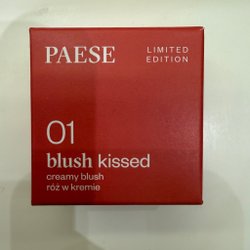 PAESE
LIMITED
EDITION
01
blush kissed
creamy blush
róż w kremie